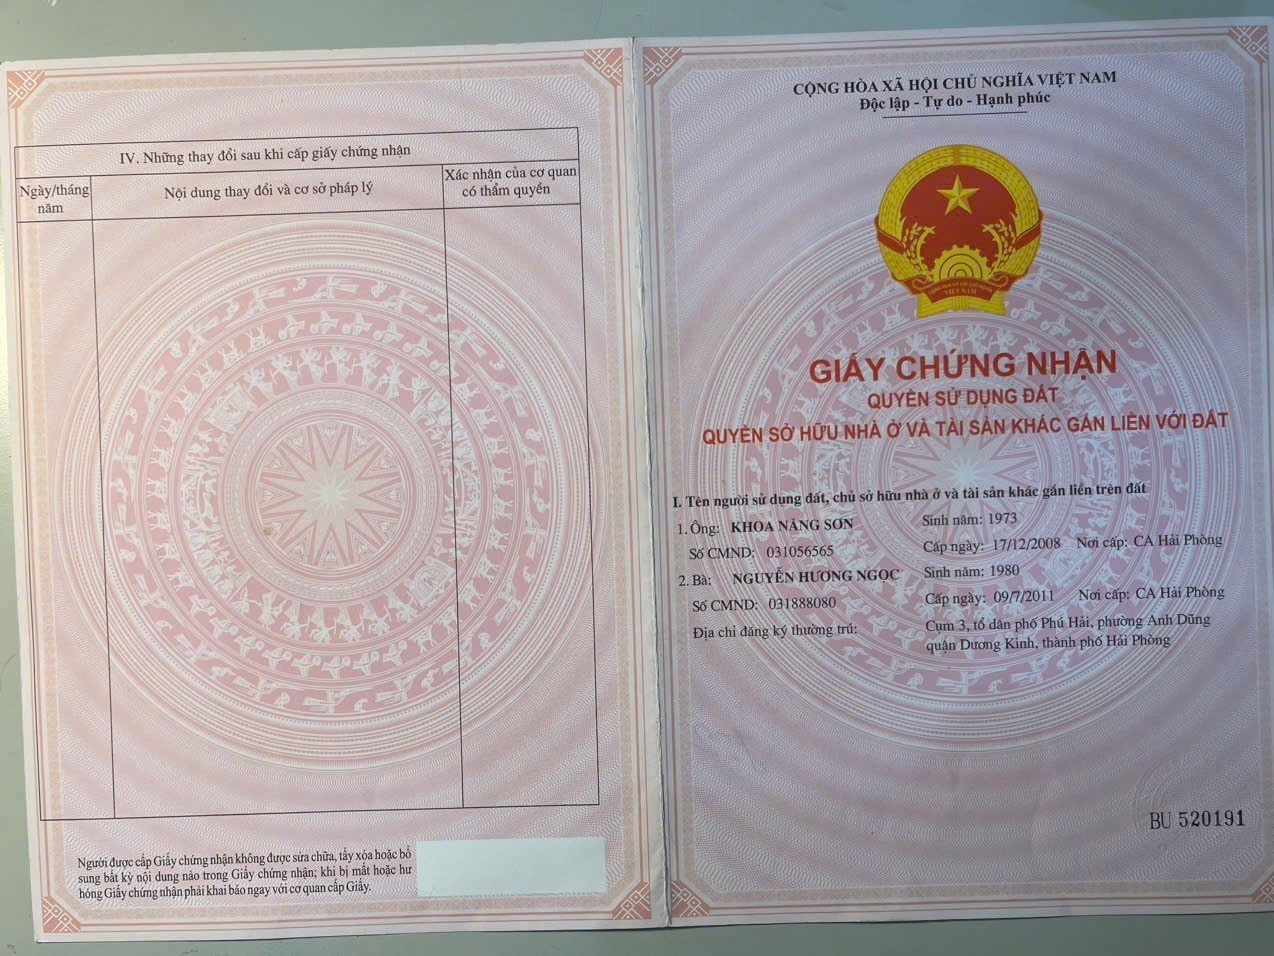 IV. Những thay đổi sau khi cấp giấy chứng nhận
Ngày/tháng năm
Nội dung thay đổi và cơ sở pháp lý
Xác nhận của cơ quan có thẩm quyền
Người được cấp Giấy chứng nhận không được sửa chữa, tẩy xóa hoặc bổ
sung bất kỳ nội dung nào trong Giấy chứng nhận; khi bị mất hoặc hư
hỏng Giấy chứng nhận phải khai báo ngay với cơ quan cấp Giấy.
CỘNG HÒA XÃ HỘI CHỦ NGHĨA VIỆT NAM
Độc lập - Tự do - Hạnh phúc
VIỆT NAM
GIẤY CHỨNG NHẬN
QUYỀN SỬ DỤNG ĐẤT
QUYỀN SỞ HỮU NHÀ Ở VÀ TÀI SẢN KHÁC GẮN LIỀN VỚI ĐẤT
I. Tên người sử dụng đất, chủ sở hữu nhà ở và tài sản khác gắn liền trên đất
1. Ông: KHOA NĂNG SƠN Sinh năm: 1973
Số CMND: 031056565 Cấp ngày: 17/12/2008 Nơi cấp: CA Hải Phòng
2. Bà: NGUYỄN HƯƠNG NGỌC Sinh năm: 1980
Số CMND: 031888080 Cấp ngày: 09/7/2011 Nơi cấp: CA Hải Phòng
Địa chỉ đăng ký thường trú: Cụm 3, tổ dân phố Phú Hải, phường Anh Dũng
quận Dương Kinh, thành phố Hải Phòng
BU 520191